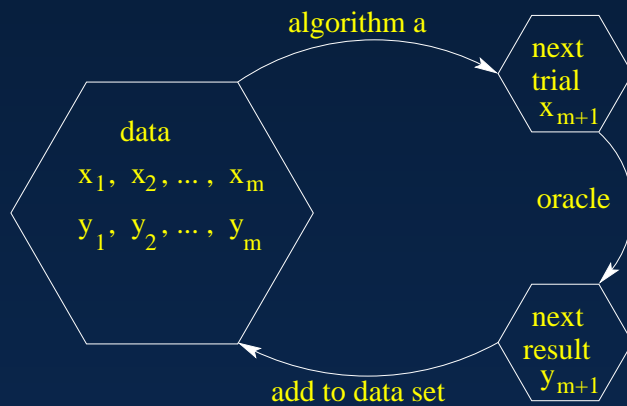 algorithm a
next
trial
x_{m+1}
data
x_1, x_2, ... , x_m
y_1, y_2, ... , y_m
oracle
next
result
y_{m+1}
add to data set